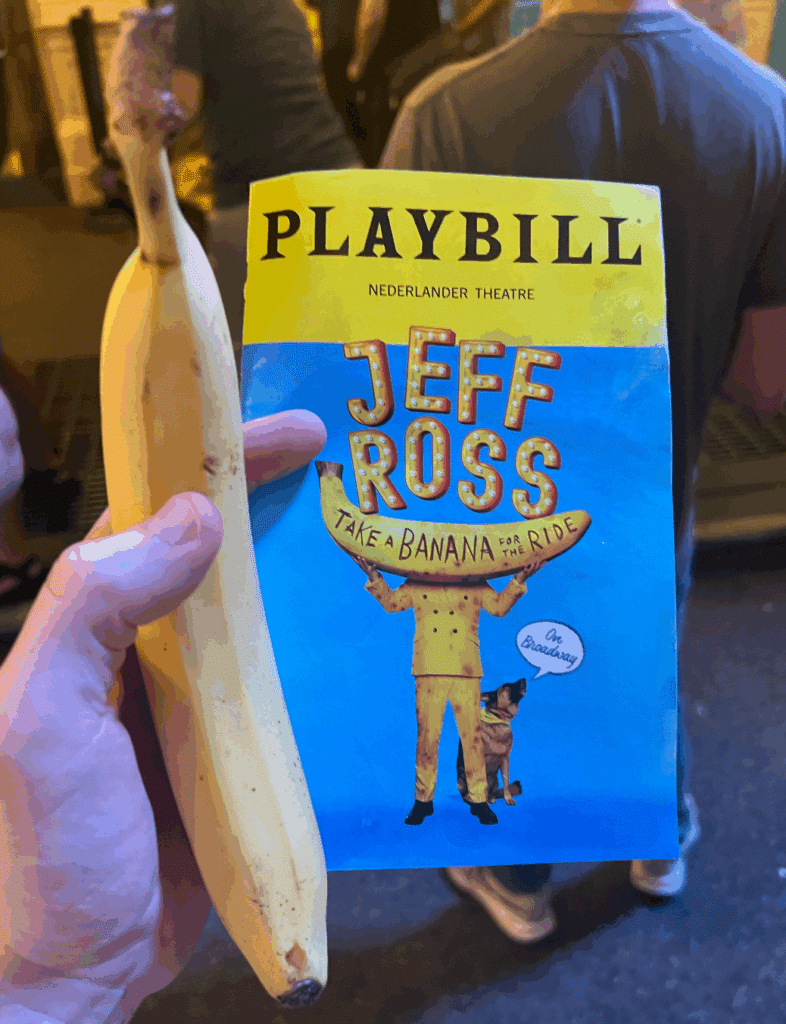 PLAYBILL
NEDERLANDER THEATRE
JEFF
ROSS
TAKE A BANANA FOR THE RIDE
On
Broadway